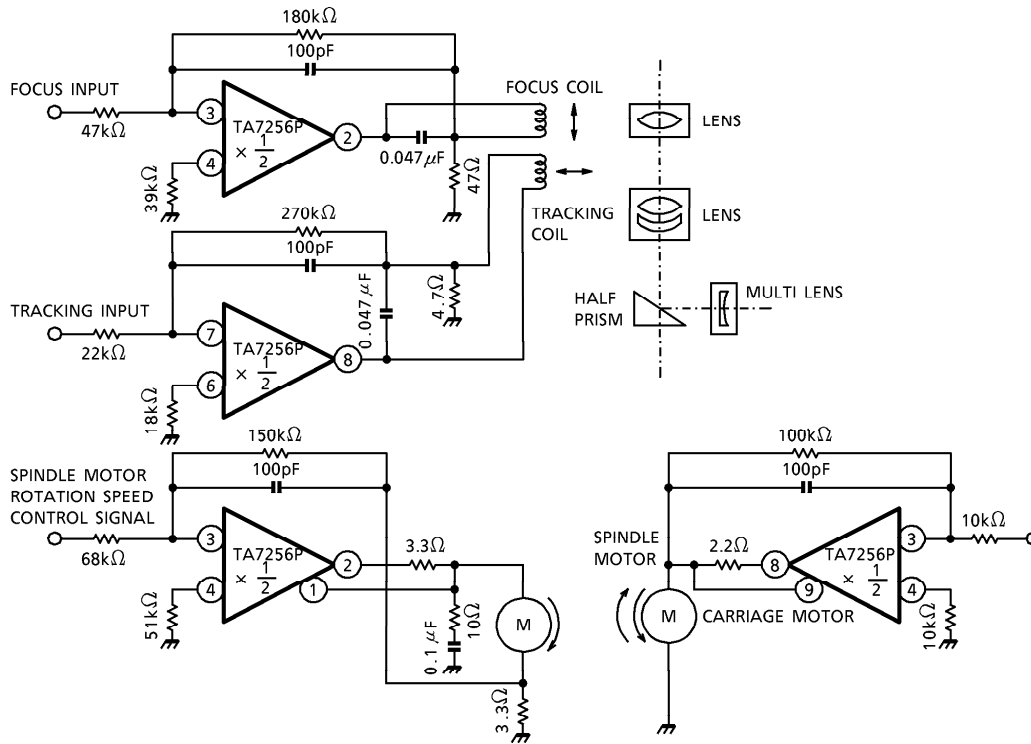 180kΩ
100pF
FOCUS INPUT
47kΩ
3
TA7256P
× 1/2
2
4
39kΩ
0.047μF
47Ω
FOCUS COIL
LENS
TRACKING
COIL
LENS
270kΩ
100pF
TRACKING INPUT
22kΩ
7
TA7256P
× 1/2
8
6
18kΩ
0.047μF
4.7Ω
HALF
PRISM
MULTI LENS
150kΩ
100pF
SPINDLE MOTOR
ROTATION SPEED
CONTROL SIGNAL
68kΩ
3
TA7256P
× 1/2
2
1
4
51kΩ
3.3Ω
10Ω
0.1μF
M
3.3Ω
100kΩ
100pF
10kΩ
SPINDLE
MOTOR
2.2Ω
8
TA7256P
× 1/2
3
9
4
M
CARRIAGE MOTOR
10kΩ